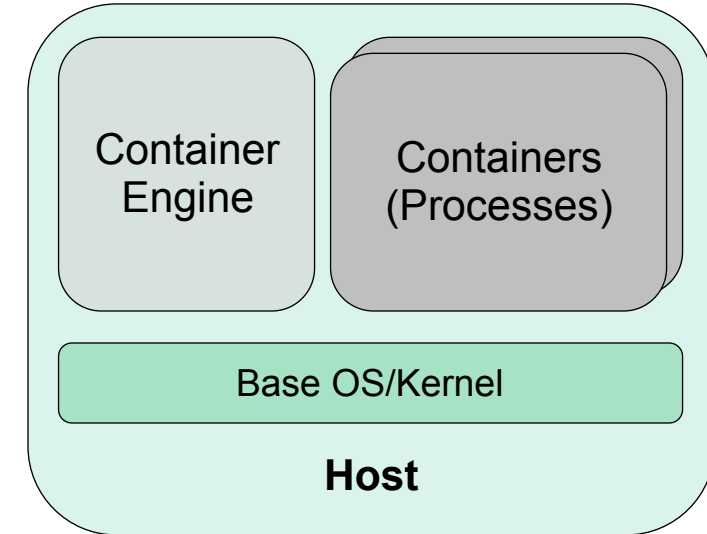 Container
Engine
Containers
(Processes)
Base OS/Kernel
Host